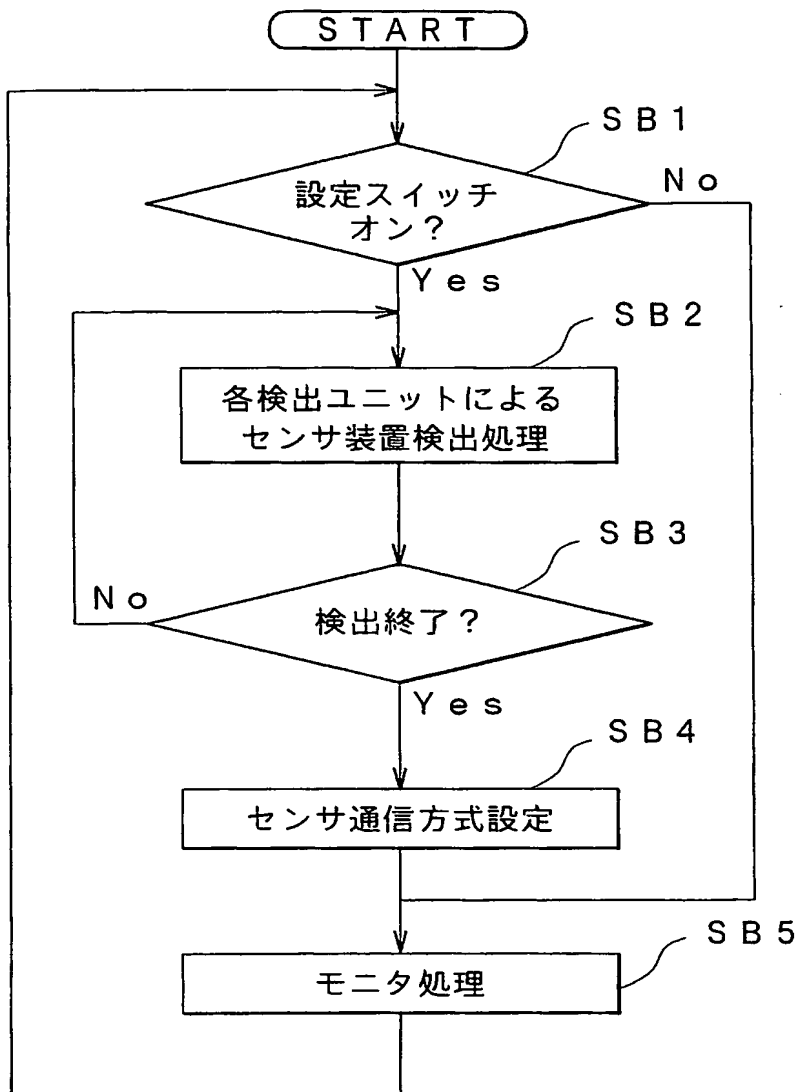 START
SB1
設定スイッチ
オン?
No
Yes
SB2
各検出ユニットによる
センサ装置検出処理
SB3
検出終了?
No
Yes
SB4
センサ通信方式設定
SB5
モニタ処理